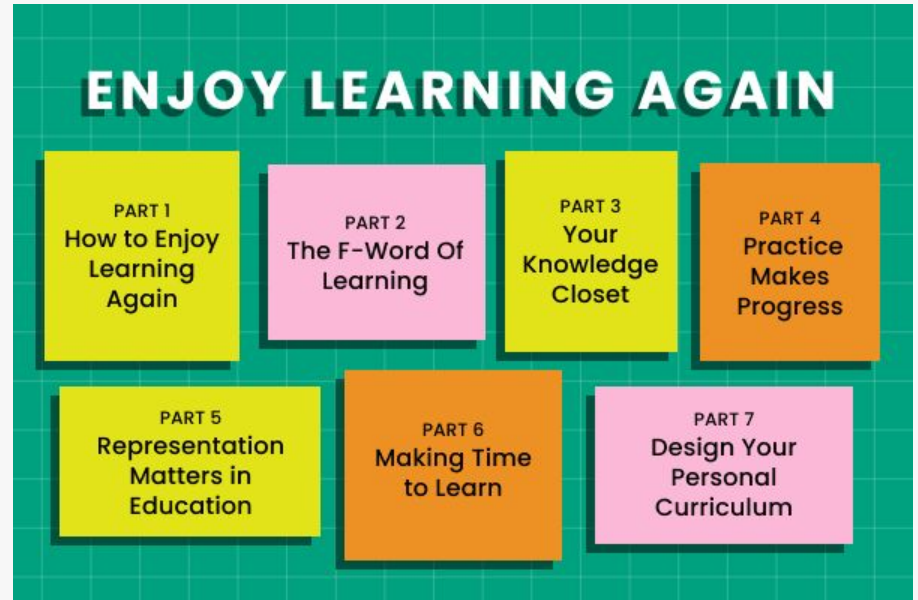 ENJOY LEARNING AGAIN
PART 1
How to Enjoy
Learning
Again
PART 2
The F-Word Of
Learning
PART 3
Your
Knowledge
Closet
PART 4
Practice
Makes
Progress
PART 5
Representation
Matters in
Education
PART 6
Making Time
to Learn
PART 7
Design Your
Personal
Curriculum